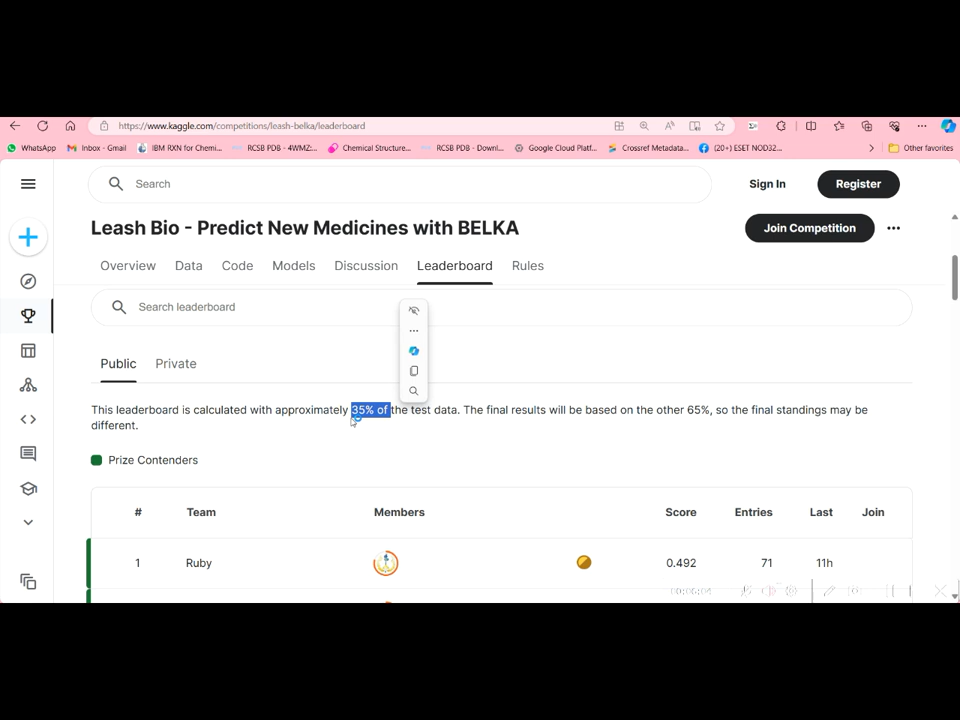 https://www.kaggle.com/competitions/leash-belka/leaderboard
WhatsApp Inbox - Gmail IBM RXN for Chemi... RCSB PDB - 4WMZ:... Chemical Structure... RCSB PDB - Downl... Google Cloud Platf... Crossref Metadata... (20+) ESET NOD32... Other favorites
Search Sign In Register
Leash Bio - Predict New Medicines with BELKA Join Competition
Overview Data Code Models Discussion Leaderboard Rules
Search leaderboard
Public Private
This leaderboard is calculated with approximately 35% of the test data. The final results will be based on the other 65%, so the final standings may be
different.
Prize Contenders
# Team Members Score Entries Last Join
1 Ruby 0.492 71 11h